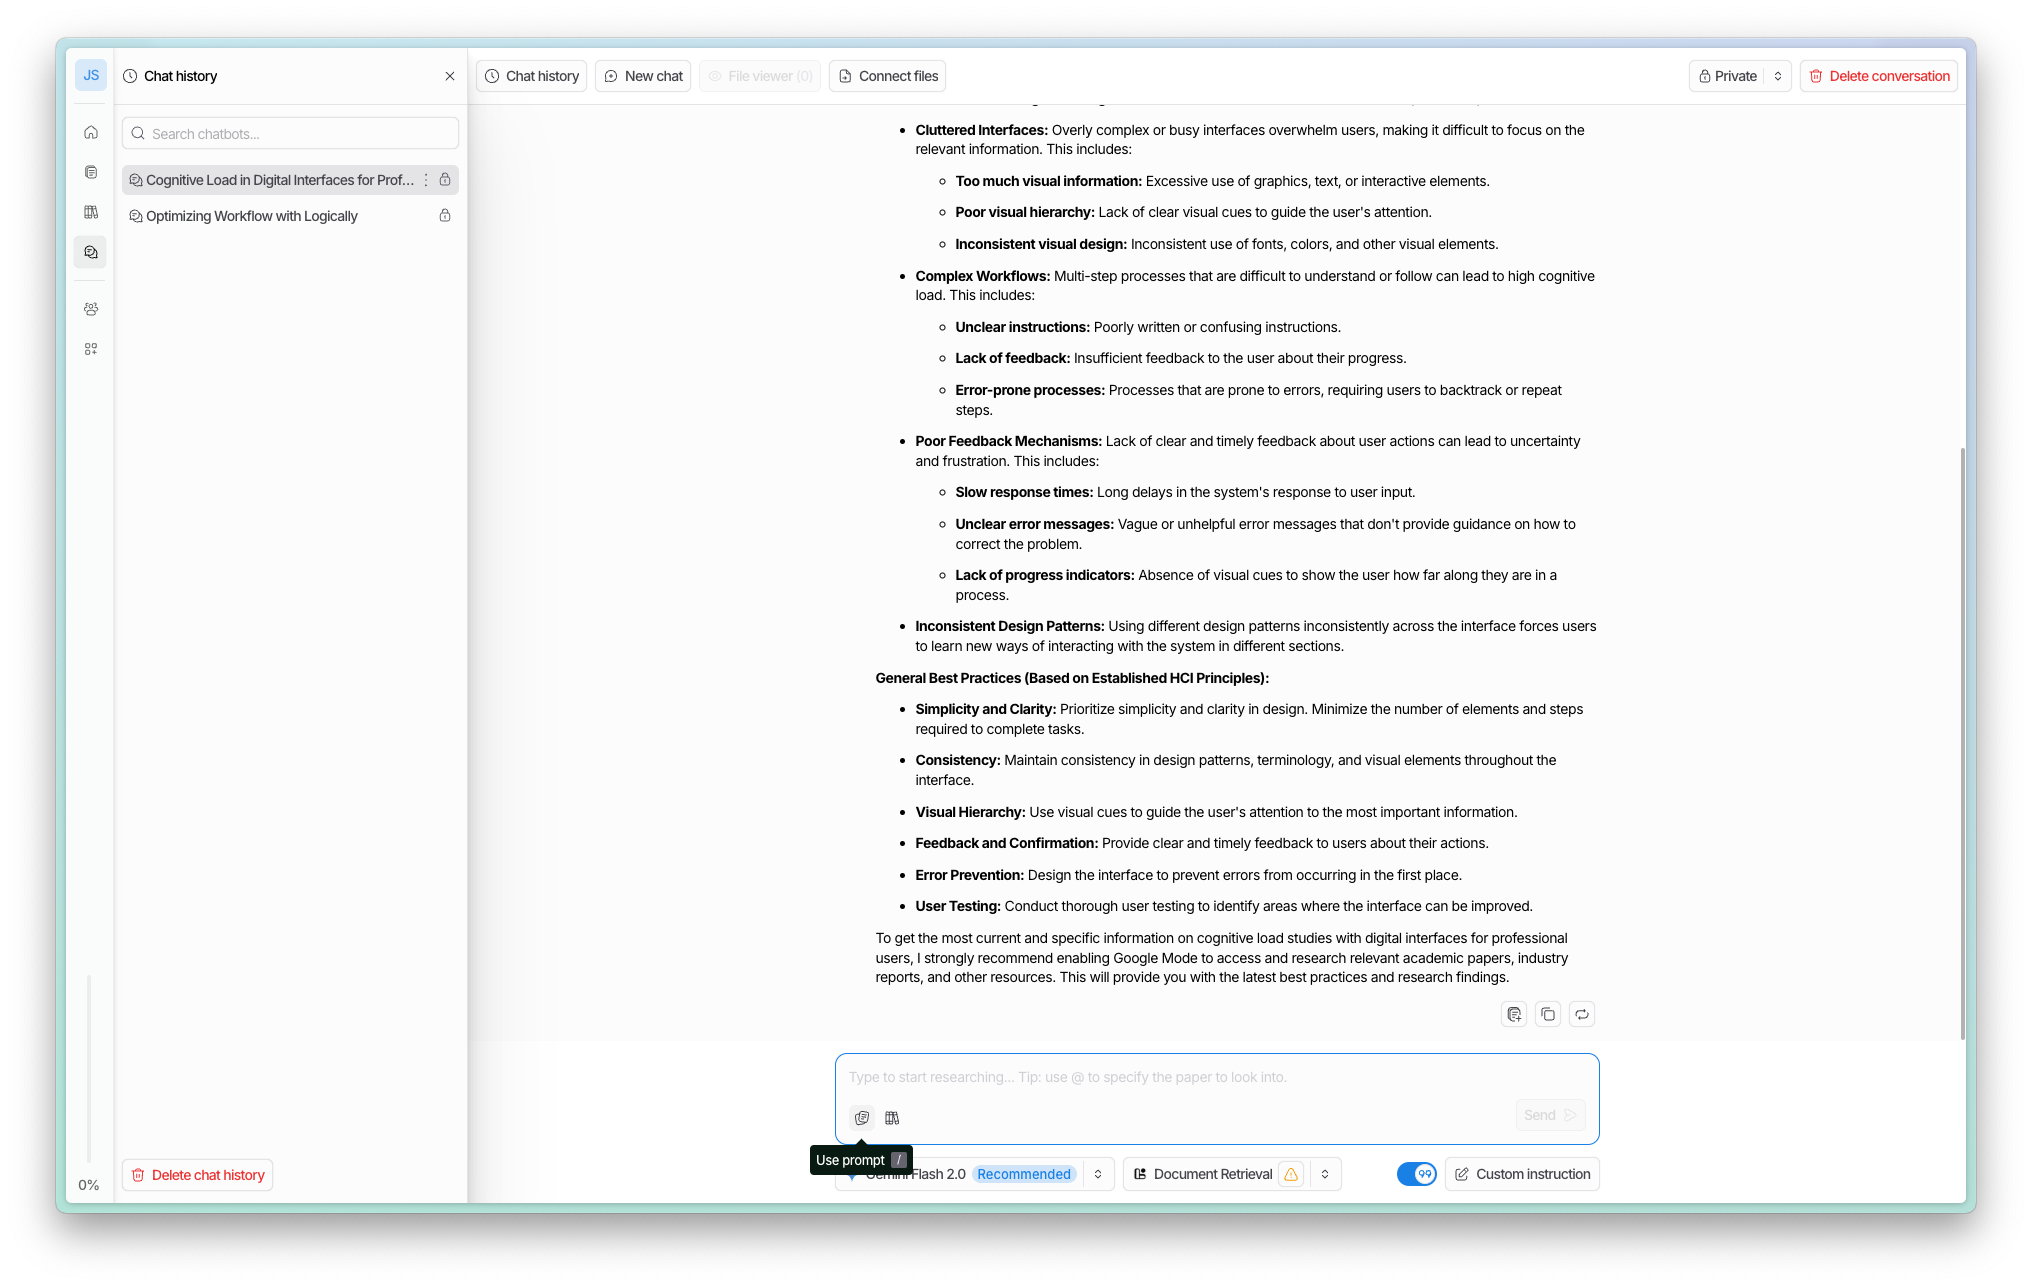 JS
Chat history
Search chatbots...
Cognitive Load in Digital Interfaces for Prof...
Optimizing Workflow with Logically
0%
Delete chat history
Chat history
New chat
File viewer (0)
Connect files
Private
Delete conversation
Cluttered Interfaces: Overly complex or busy interfaces overwhelm users, making it difficult to focus on the
relevant information. This includes:
Too much visual information: Excessive use of graphics, text, or interactive elements.
Poor visual hierarchy: Lack of clear visual cues to guide the user's attention.
Inconsistent visual design: Inconsistent use of fonts, colors, and other visual elements.
Complex Workflows: Multi-step processes that are difficult to understand or follow can lead to high cognitive
load. This includes:
Unclear instructions: Poorly written or confusing instructions.
Lack of feedback: Insufficient feedback to the user about their progress.
Error-prone processes: Processes that are prone to errors, requiring users to backtrack or repeat
steps.
Poor Feedback Mechanisms: Lack of clear and timely feedback about user actions can lead to uncertainty
and frustration. This includes:
Slow response times: Long delays in the system's response to user input.
Unclear error messages: Vague or unhelpful error messages that don't provide guidance on how to
correct the problem.
Lack of progress indicators: Absence of visual cues to show the user how far along they are in a
process.
Inconsistent Design Patterns: Using different design patterns inconsistently across the interface forces users
to learn new ways of interacting with the system in different sections.
General Best Practices (Based on Established HCI Principles):
Simplicity and Clarity: Prioritize simplicity and clarity in design. Minimize the number of elements and steps
required to complete tasks.
Consistency: Maintain consistency in design patterns, terminology, and visual elements throughout the
interface.
Visual Hierarchy: Use visual cues to guide the user's attention to the most important information.
Feedback and Confirmation: Provide clear and timely feedback to users about their actions.
Error Prevention: Design the interface to prevent errors from occurring in the first place.
User Testing: Conduct thorough user testing to identify areas where the interface can be improved.
To get the most current and specific information on cognitive load studies with digital interfaces for professional
users, I strongly recommend enabling Google Mode to access and research relevant academic papers, industry
reports, and other resources. This will provide you with the latest best practices and research findings.
Type to start researching... Tip: use @ to specify the paper to look into.
Send
Use prompt /
Flash 2.0 Recommended
Document Retrieval
Custom instruction